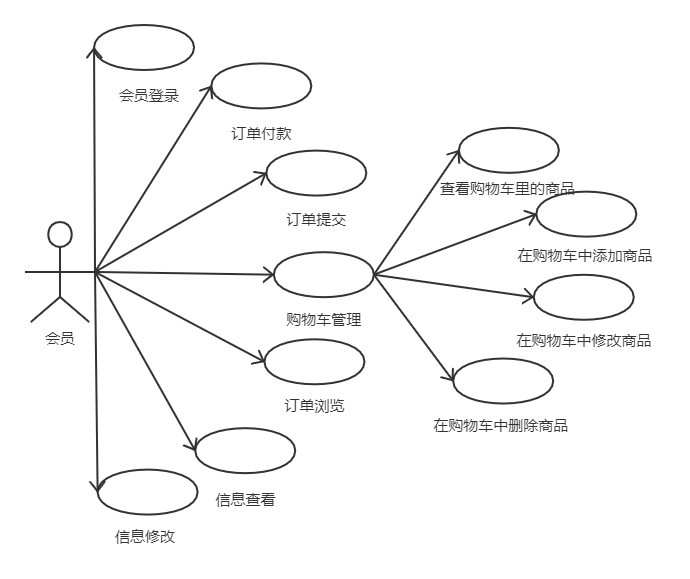 会员登录
订单付款
查看购物车里的商品
订单提交
在购物车中添加商品
购物车管理
会员
在购物车中修改商品
订单浏览
在购物车中删除商品
信息查看
信息修改